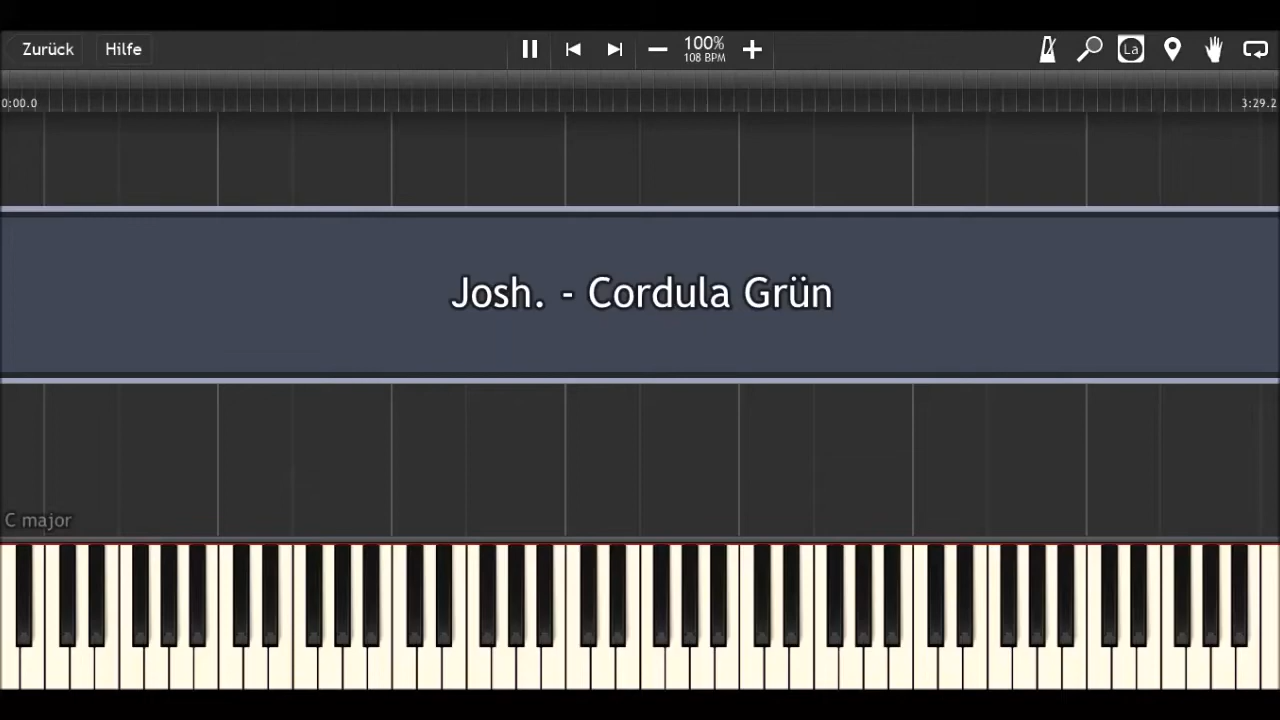 Zurück Hilfe 100% La
108 BPM
0:00.0 3:29.2
Josh. - Cordula Grün
C major